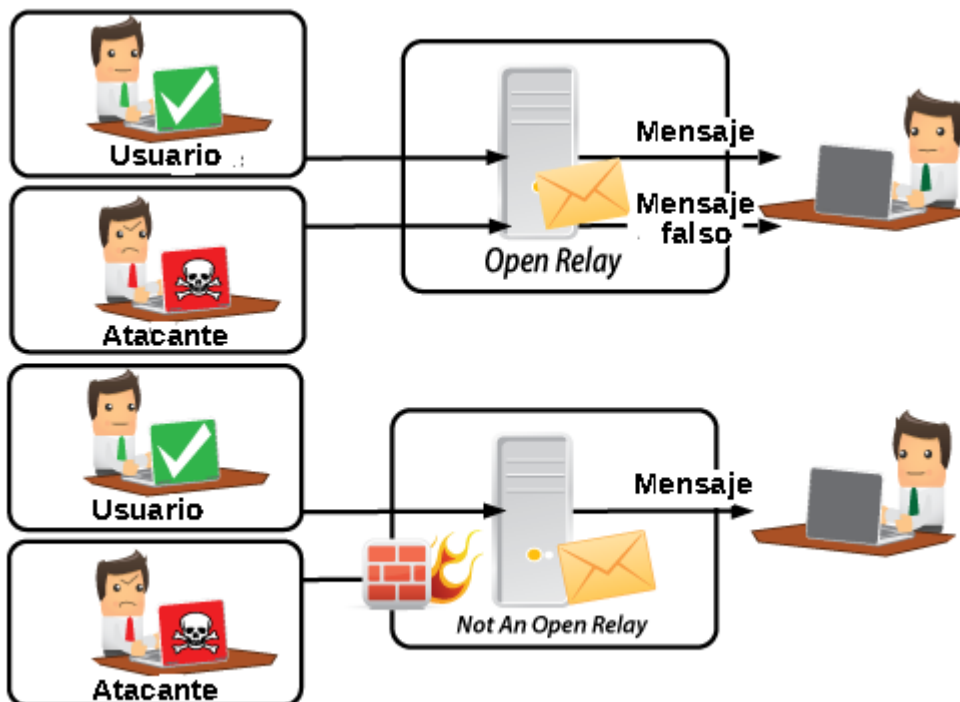 Usuario
Mensaje
Mensaje
falso
Open Relay
Atacante
Usuario
Mensaje
Not An Open Relay
Atacante